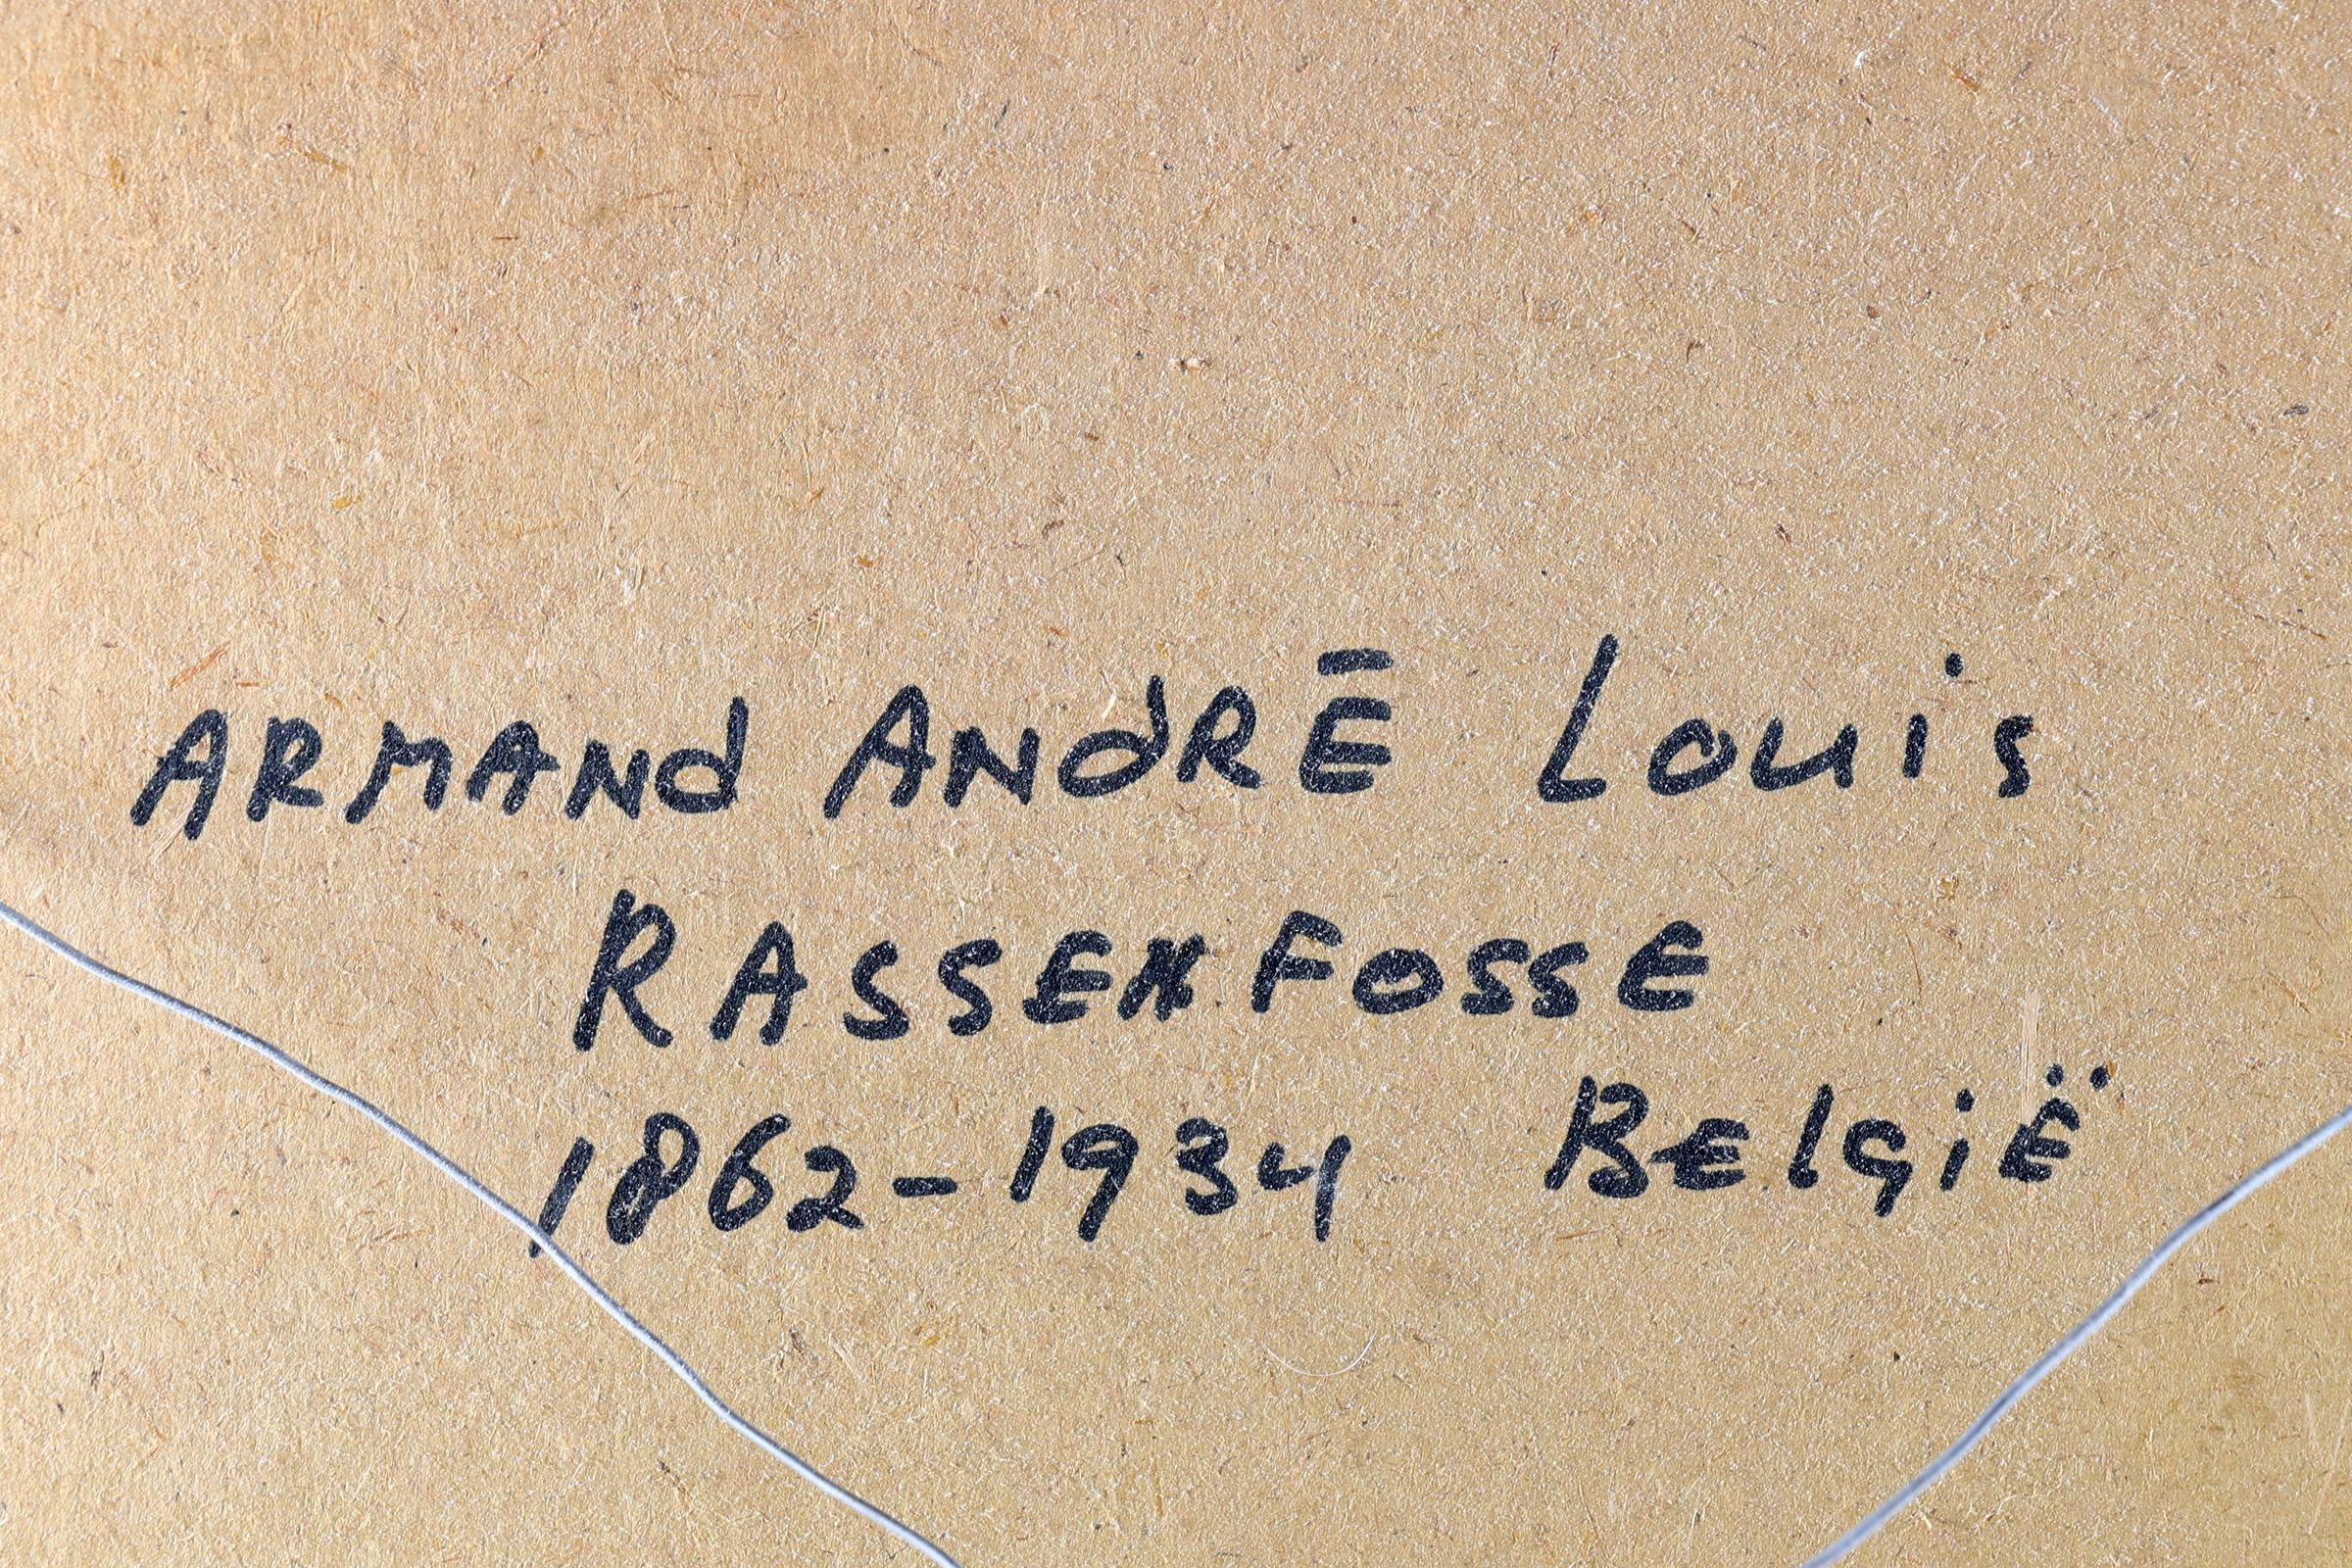 ARMANd ANdRĒ Louis
RASSENFOSSE
1862-1934 BElgiË